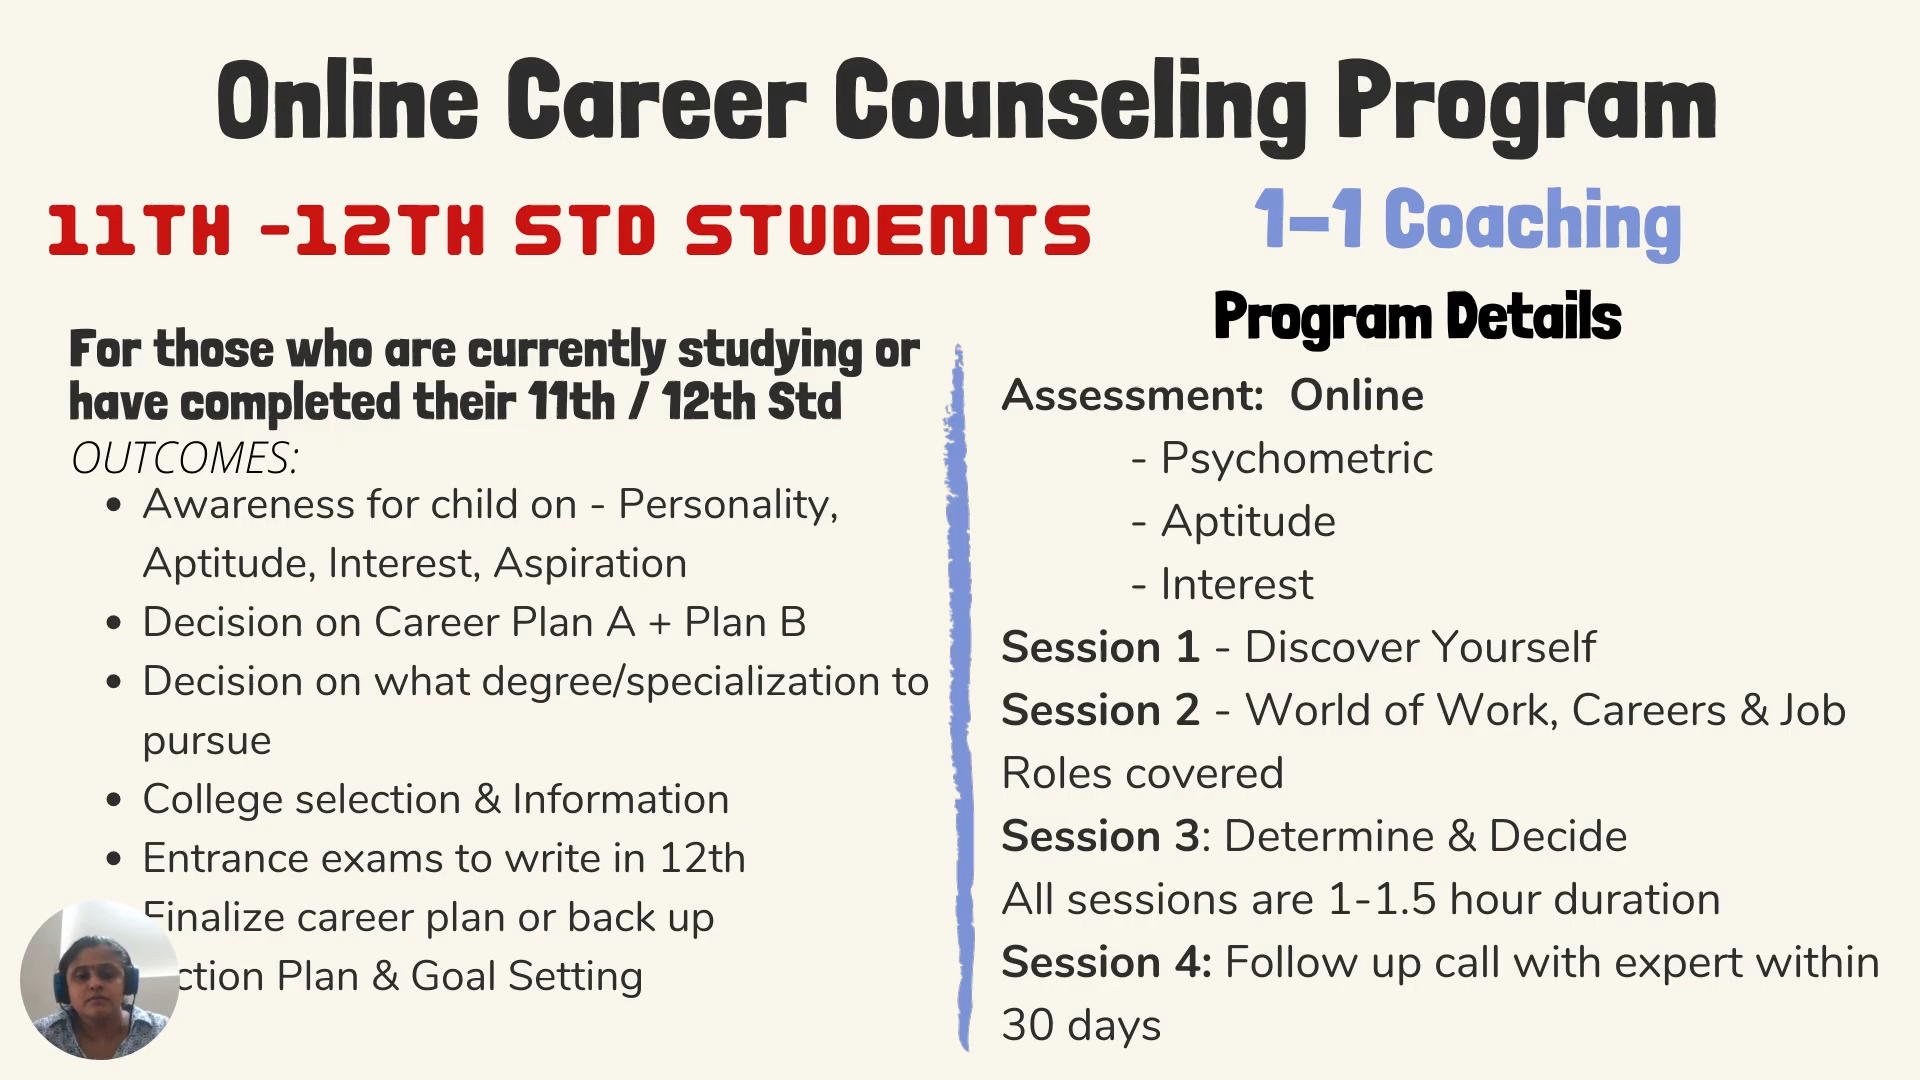 Online Career Counseling Program
11TH -12TH STD STUDENTS
1-1 Coaching
For those who are currently studying or
have completed their 11th / 12th Std
OUTCOMES:
• Awareness for child on - Personality,
Aptitude, Interest, Aspiration
• Decision on Career Plan A + Plan B
• Decision on what degree/specialization to
pursue
• College selection & Information
• Entrance exams to write in 12th
Finalize career plan or back up
ction Plan & Goal Setting
Program Details
Assessment: Online
- Psychometric
- Aptitude
- Interest
Session 1 - Discover Yourself
Session 2 - World of Work, Careers & Job
Roles covered
Session 3: Determine & Decide
All sessions are 1-1.5 hour duration
Session 4: Follow up call with expert within
30 days